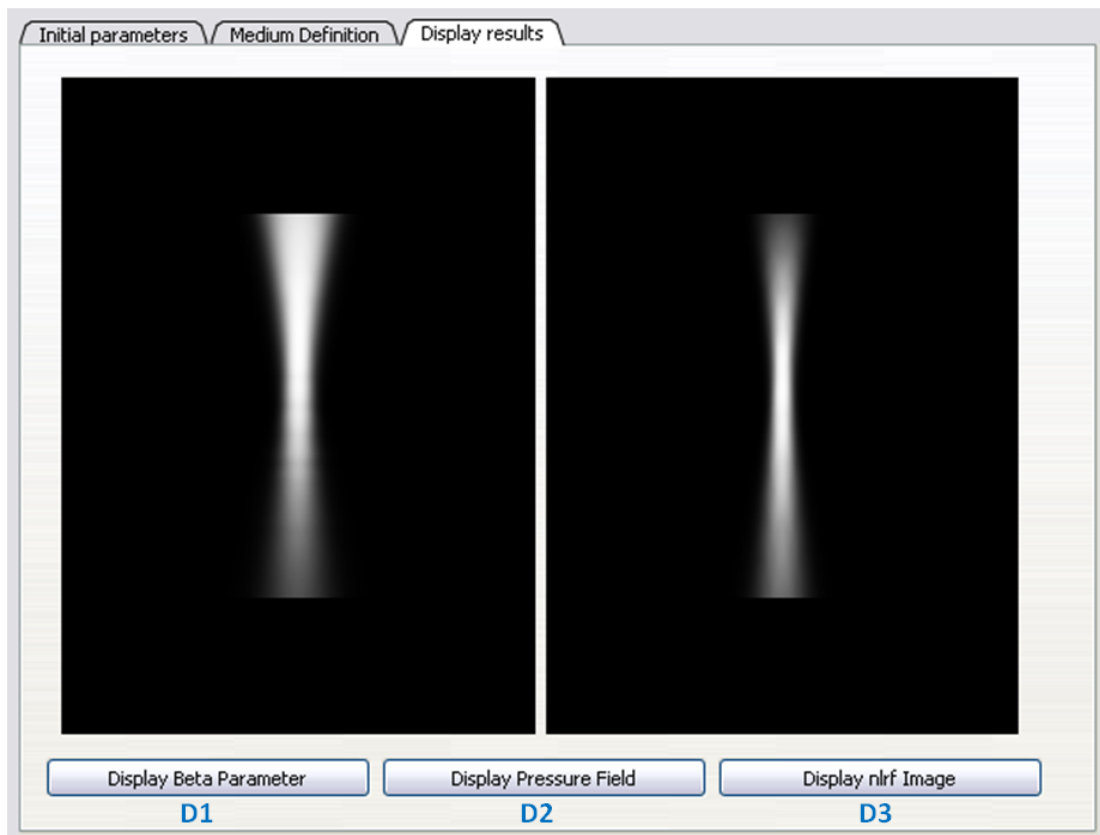 Initial parameters Medium Definition Display results
Display Beta Parameter Display Pressure Field Display nlrf Image
D1 D2 D3